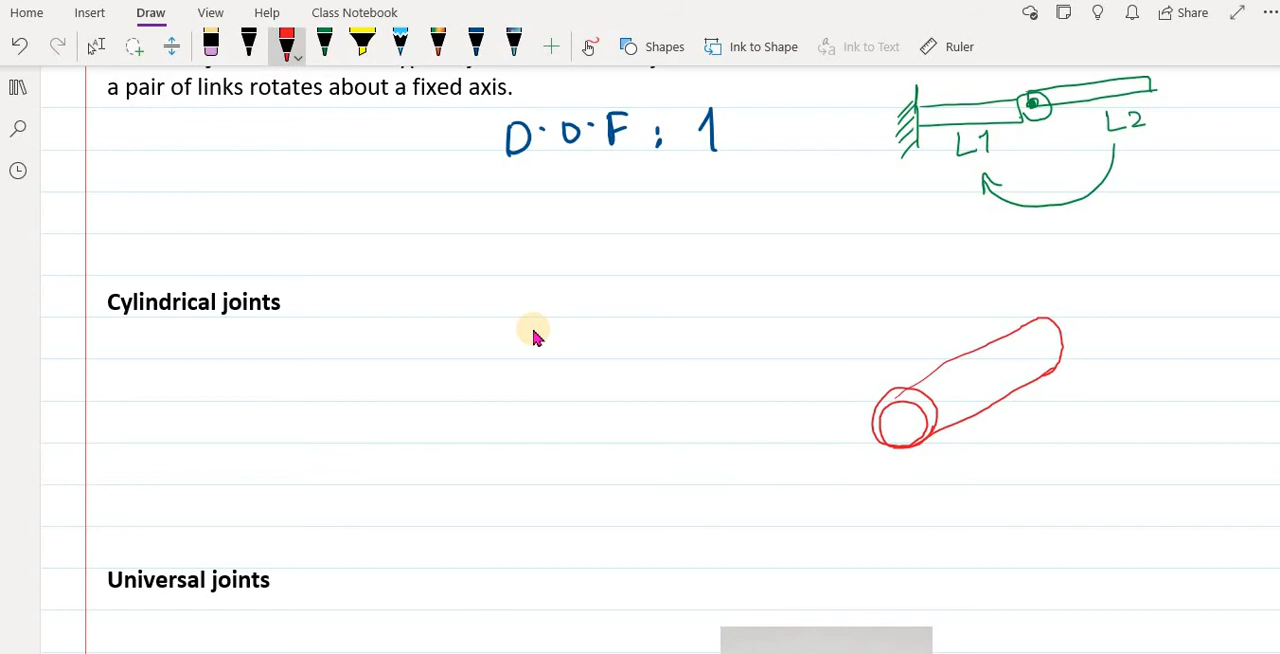 Home Insert Draw View Help Class Notebook Share
Shapes Ink to Shape Ink to Text Ruler
a pair of links rotates about a fixed axis.
D.O.F : 1
L1
L2
Cylindrical joints
Universal joints